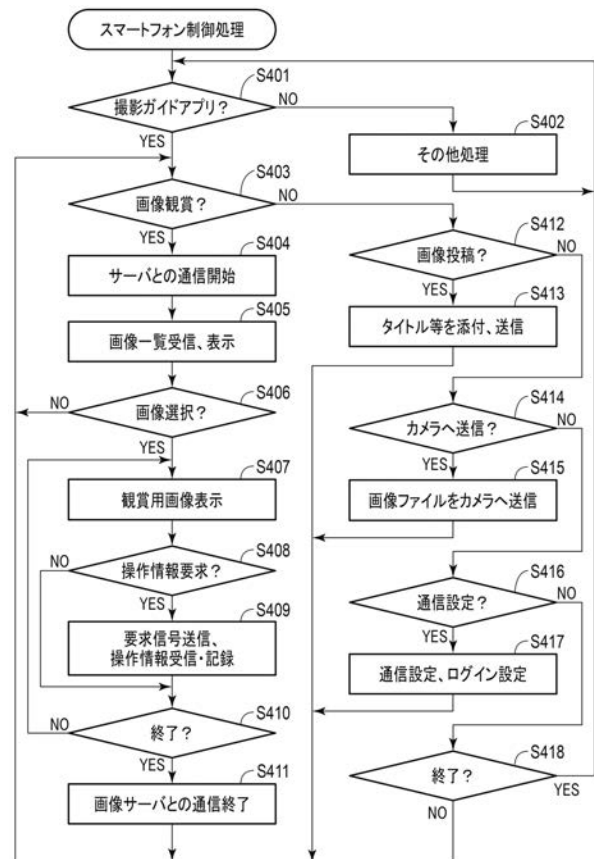 スマートフォン制御処理
S401
撮影ガイドアプリ?
NO
YES
S402
その他処理
S403
画像観賞?
NO
YES
S404
サーバとの通信開始
S405
画像一覧受信、表示
S406
NO
画像選択?
YES
S407
観賞用画像表示
S408
NO
操作情報要求?
YES
S409
要求信号送信、
操作情報受信・記録
S410
NO
終了?
YES
S411
画像サーバとの通信終了
S412
画像投稿?
NO
YES
S413
タイトル等を添付、送信
S414
カメラへ送信?
NO
YES
S415
画像ファイルをカメラへ送信
S416
通信設定?
NO
YES
S417
通信設定、ログイン設定
S418
終了?
YES
NO